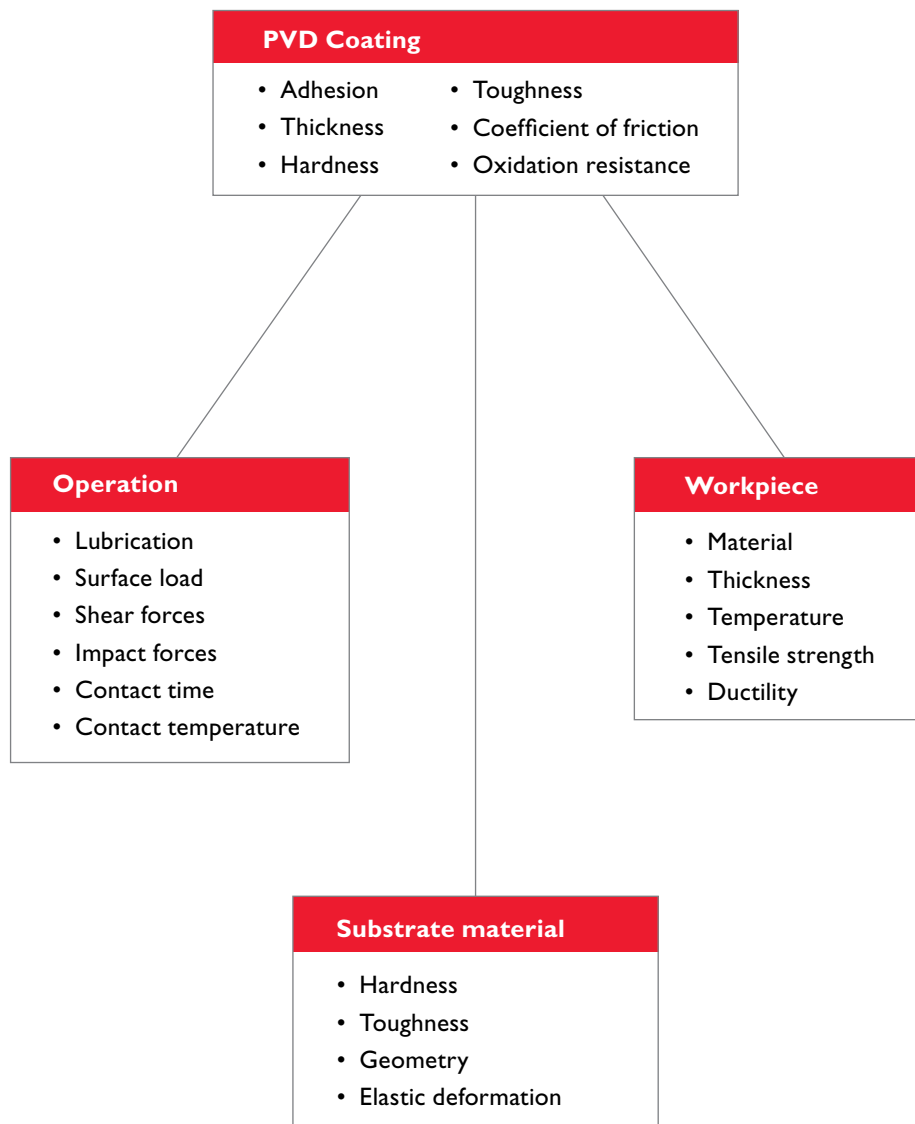 PVD Coating
• Adhesion
• Thickness
• Hardness
• Toughness
• Coefficient of friction
• Oxidation resistance
Operation
• Lubrication
• Surface load
• Shear forces
• Impact forces
• Contact time
• Contact temperature
Workpiece
• Material
• Thickness
• Temperature
• Tensile strength
• Ductility
Substrate material
• Hardness
• Toughness
• Geometry
• Elastic deformation